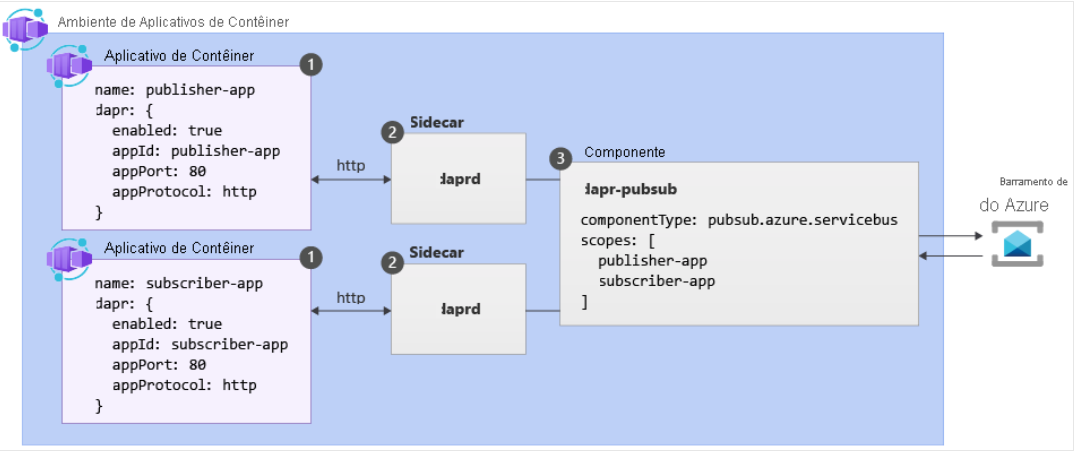 Ambiente de Aplicativos de Contêiner
Aplicativo de Contêiner
1
name: publisher-app
dapr: {
enabled: true
appId: publisher-app
appPort: 80
appProtocol: http
}
http
2
Sidecar
daprd
Aplicativo de Contêiner
1
name: subscriber-app
dapr: {
enabled: true
appId: subscriber-app
appPort: 80
appProtocol: http
}
http
2
Sidecar
daprd
3
Componente
dapr-pubsub
componentType: pubsub.azure.servicebus
scopes: [
publisher-app
subscriber-app
]
Barramento de
do Azure